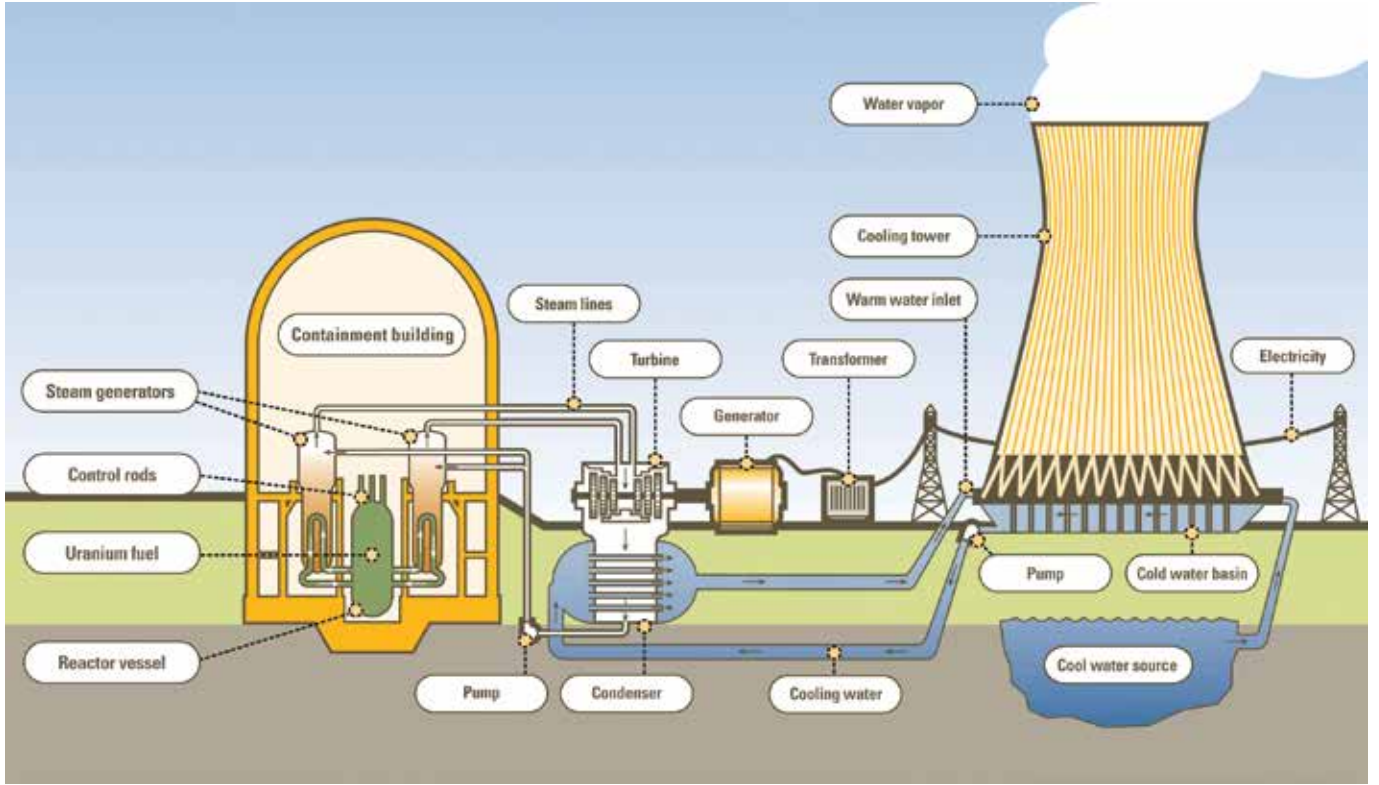 Water vapor
Cooling tower
Warm water inlet
Steam lines
Containment building
Turbine
Transformer
Electricity
Steam generators
Generator
Control rods
Uranium fuel
Pump
Cold water basin
Reactor vessel
Cool water source
Pump
Condenser
Cooling water